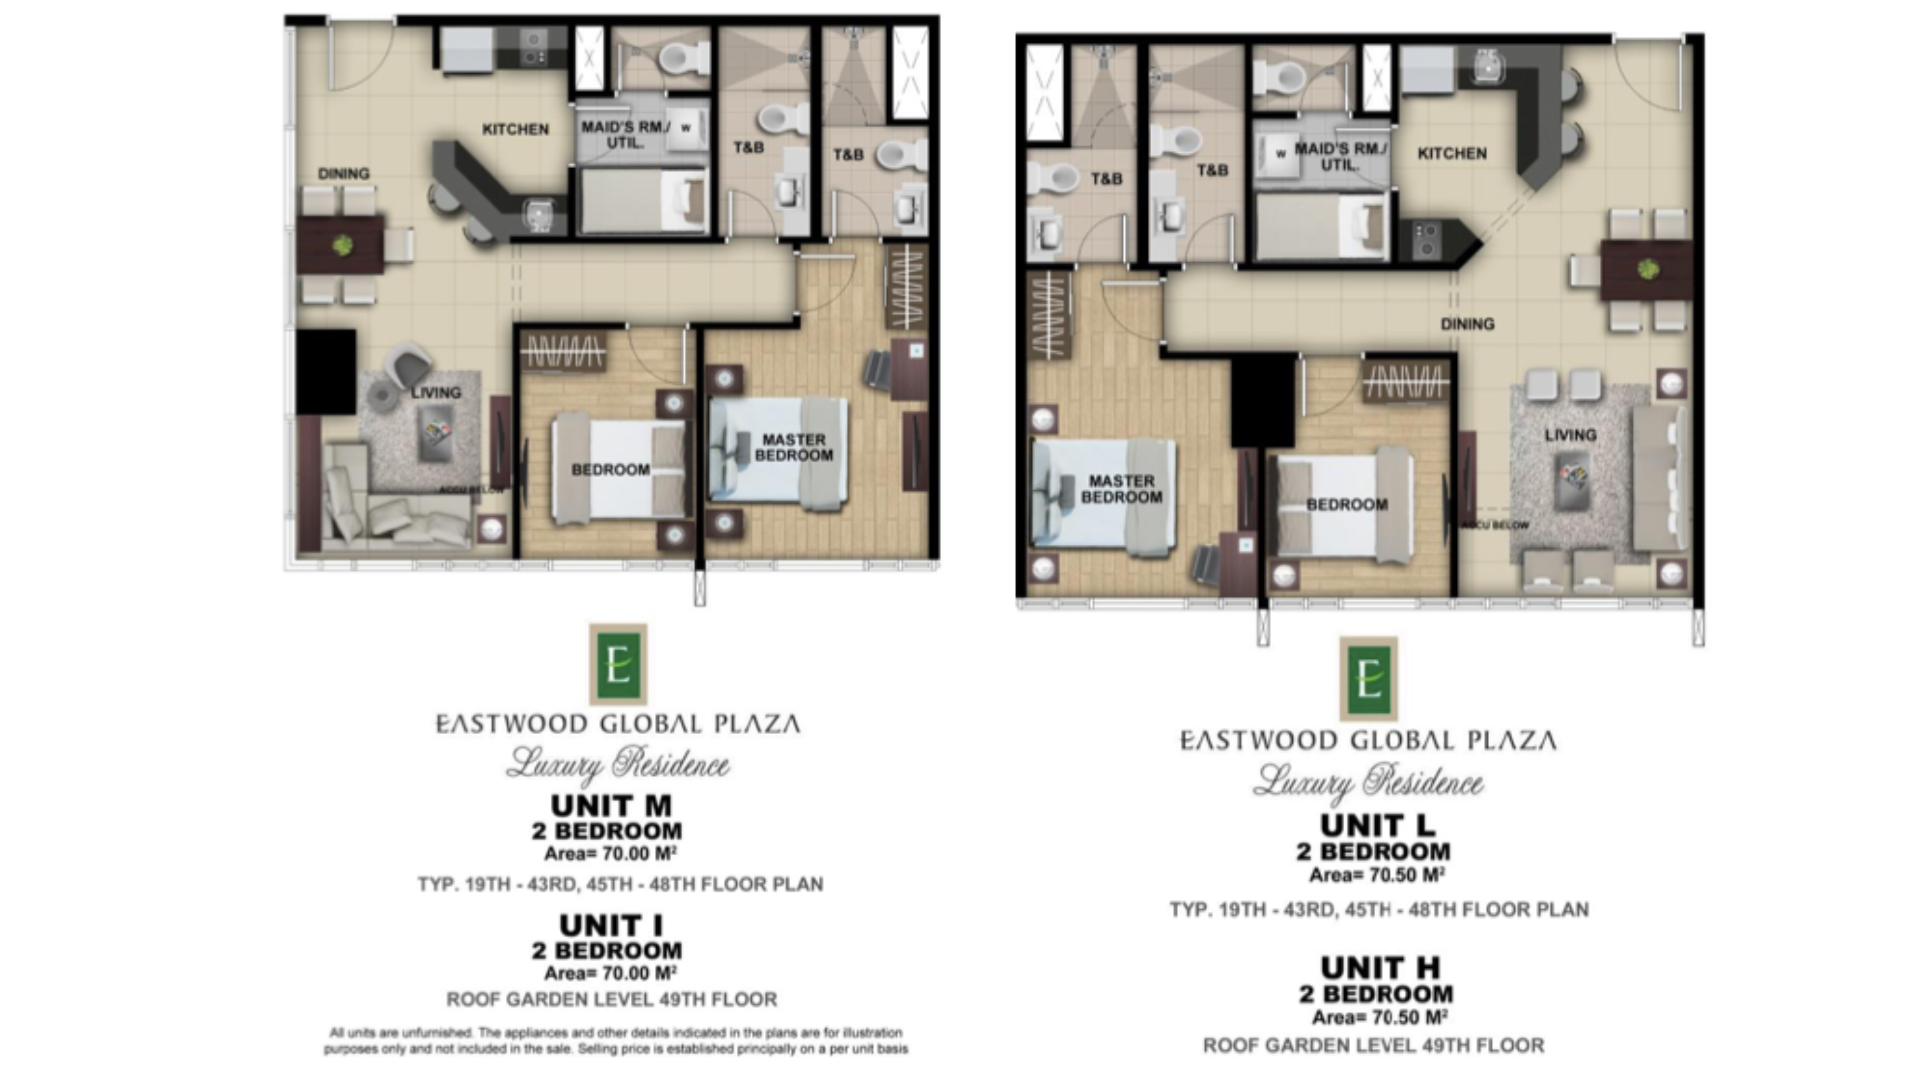 KITCHEN
MAID'S RM./
UTIL.
W
T&B
T&B
DINING
LIVING
ACCU BELOW
BEDROOM
MASTER
BEDROOM
E
EASTWOOD GLOBAL PLAZA
Luxury Residence
UNIT M
2 BEDROOM
Area= 70.00 M²
TYP. 19TH - 43RD, 45TH - 48TH FLOOR PLAN
UNIT I
2 BEDROOM
Area= 70.00 M²
ROOF GARDEN LEVEL 49TH FLOOR
All units are unfurnished. The appliances and other details indicated in the plans are for illustration
purposes only and not included in the sale. Selling price is established principally on a per unit basis
T&B
T&B
W
MAID'S RM./
UTIL.
KITCHEN
DINING
LIVING
ACCU BELOW
MASTER
BEDROOM
BEDROOM
E
EASTWOOD GLOBAL PLAZA
Luxury Residence
UNIT L
2 BEDROOM
Area= 70.50 M²
TYP. 19TH - 43RD, 45TH - 48TH FLOOR PLAN
UNIT H
2 BEDROOM
Area= 70.50 M²
ROOF GARDEN LEVEL 49TH FLOOR